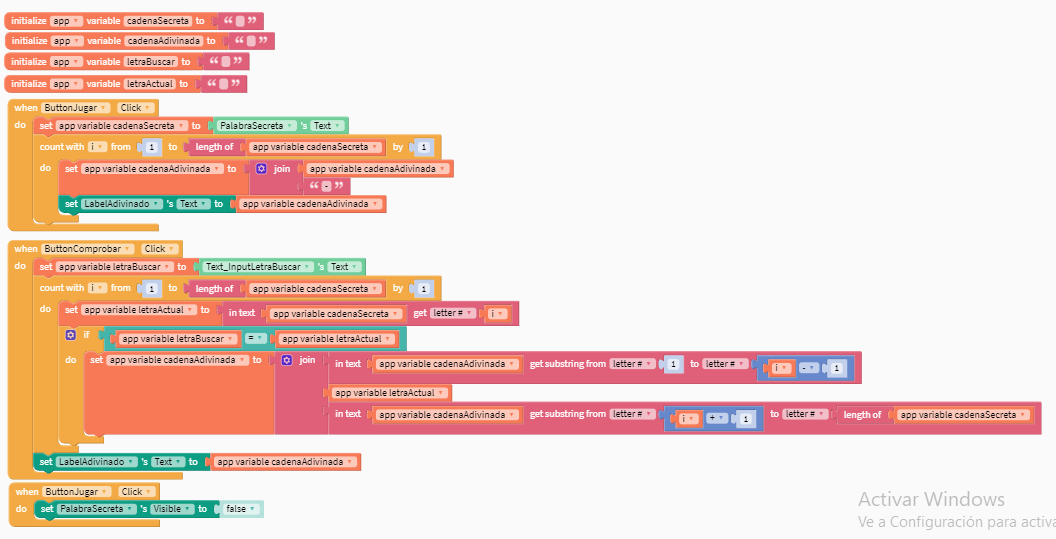 initialize app variable cadenaSecreta to “ ”
initialize app variable cadenaAdivinada to “ ”
initialize app variable letraBuscar to “ ”
initialize app variable letraActual to “ ”
when ButtonJugar Click
do set app variable cadenaSecreta to PalabraSecreta 's Text
count with i from 1 to length of app variable cadenaSecreta by 1
do set app variable cadenaAdivinada to join app variable cadenaAdivinada
“ - ”
set LabelAdivinado 's Text to app variable cadenaAdivinada
when ButtonComprobar Click
do set app variable letraBuscar to Text_InputLetraBuscar 's Text
count with i from 1 to length of app variable cadenaSecreta by 1
do set app variable letraActual to in text app variable cadenaSecreta get letter # i
if app variable letraBuscar = app variable letraActual
do set app variable cadenaAdivinada to join in text app variable cadenaAdivinada get substring from letter # 1 to letter # i - 1
app variable letraActual
in text app variable cadenaAdivinada get substring from letter # i + 1 to letter # length of app variable cadenaSecreta
set LabelAdivinado 's Text to app variable cadenaAdivinada
when ButtonJugar Click
do set PalabraSecreta 's Visible to false
Activar Windows
Ve a Configuración para activa